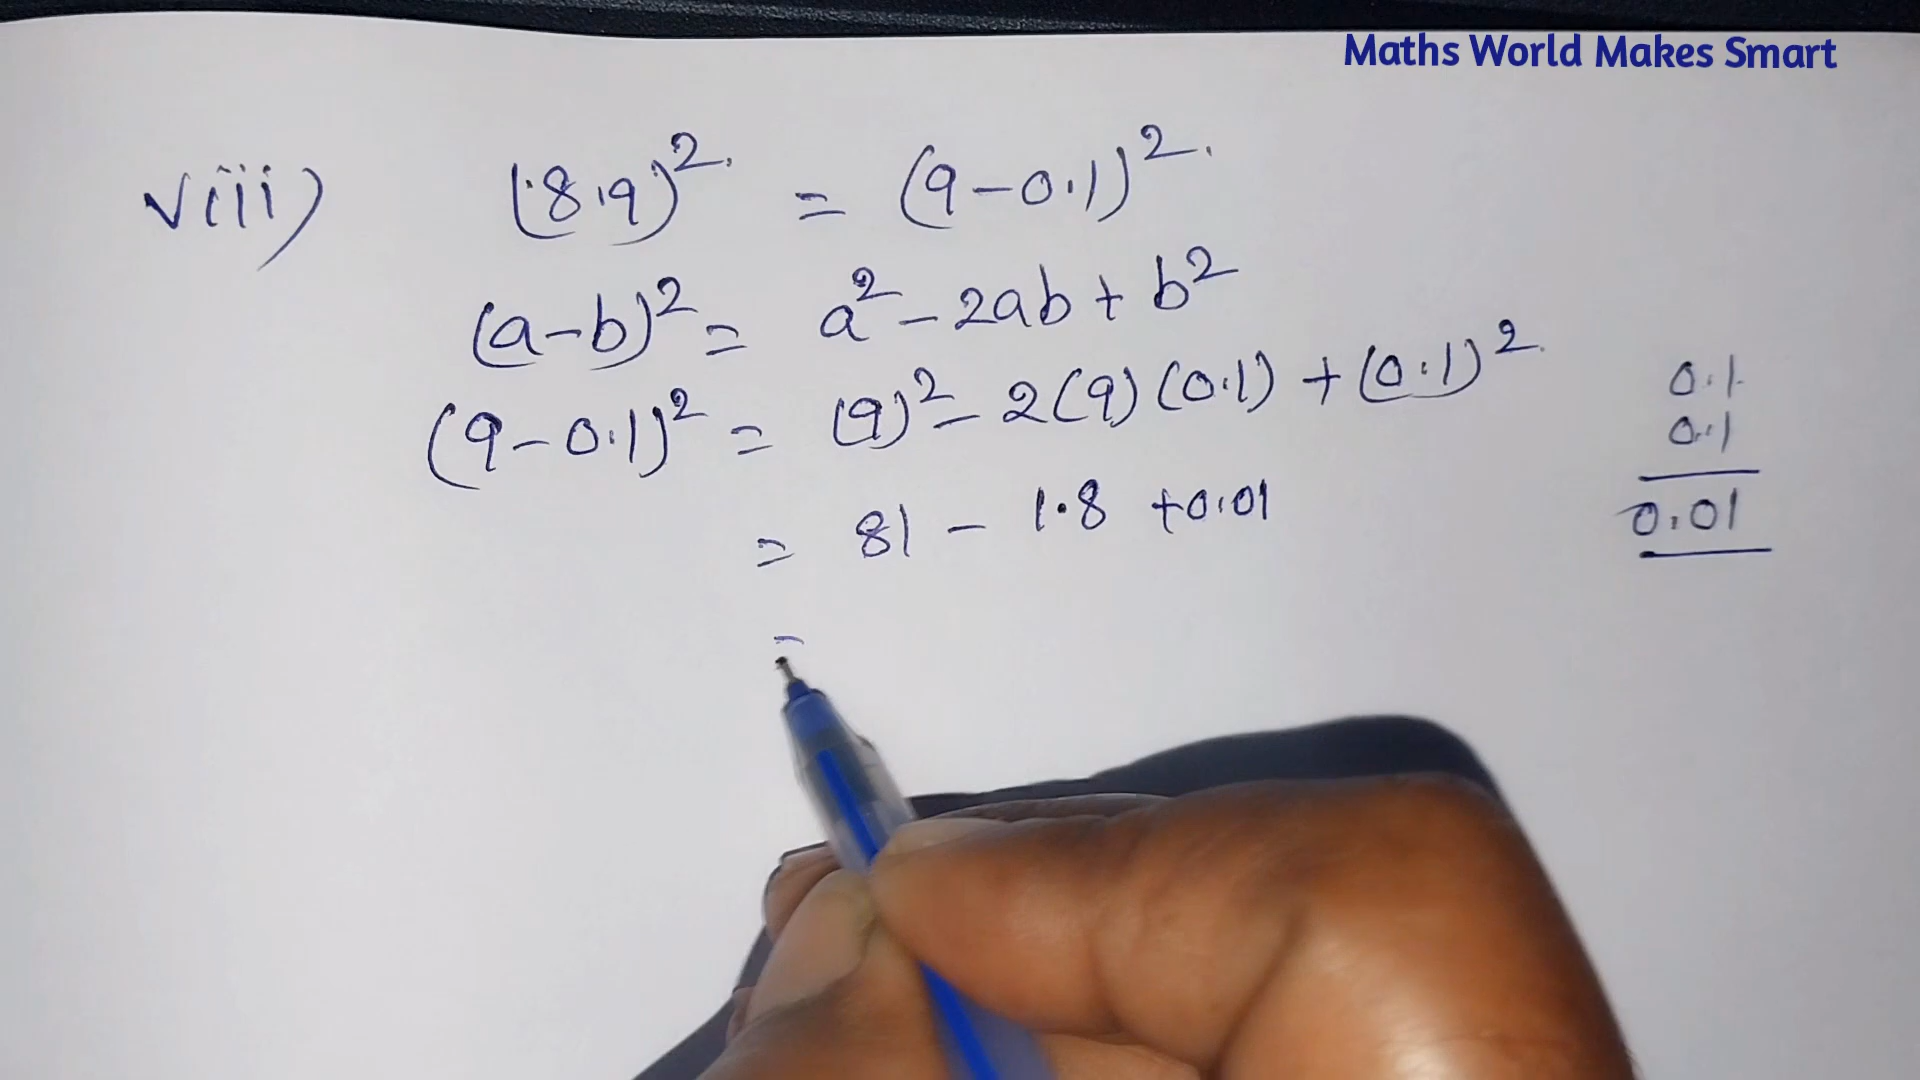 Maths World Makes Smart
viii) (8.9)² = (9-0.1)²
(a-b)² = a² - 2ab + b²
(9-0.1)² = (9)² - 2(9)(0.1) + (0.1)²
= 81 - 1.8 + 0.01
=
0.1
0.1
0.01